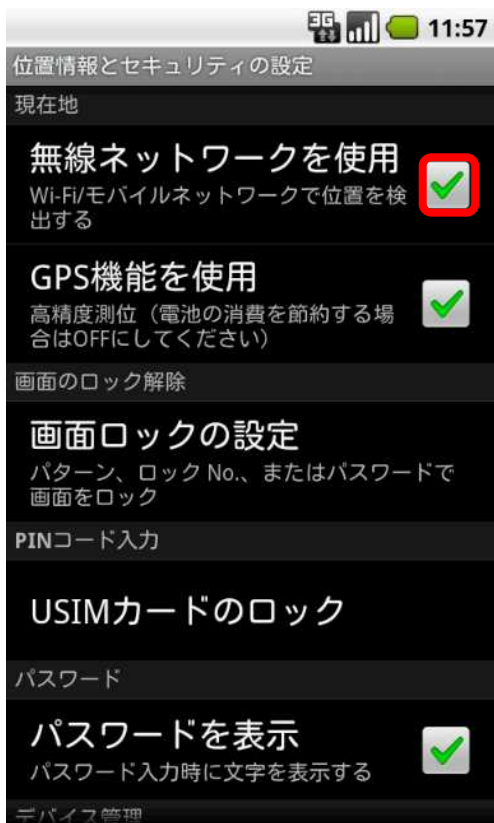 3G 11:57
位置情報とセキュリティの設定
現在地
無線ネットワークを使用
Wi-Fi/モバイルネットワークで位置を検
出する
GPS機能を使用
高精度測位（電池の消費を節約する場
合はOFFにしてください）
画面のロック解除
画面ロックの設定
パターン、ロック No.、またはパスワードで
画面をロック
PINコード入力
USIMカードのロック
パスワード
パスワードを表示
パスワード入力時に文字を表示する
デバイス管理